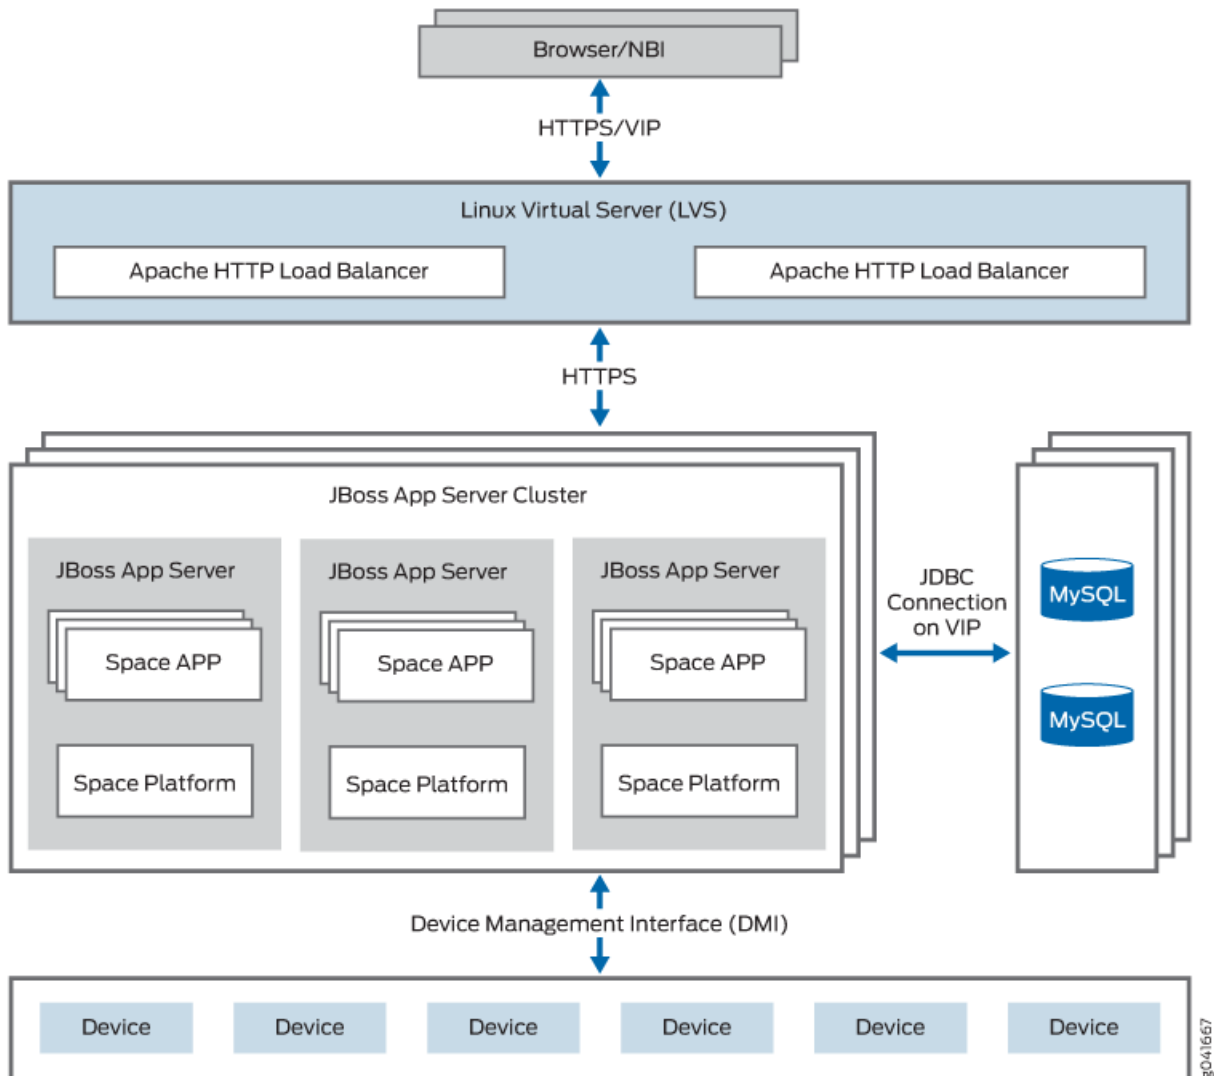 Browser/NBI
HTTPS/VIP
Linux Virtual Server (LVS)
Apache HTTP Load Balancer
Apache HTTP Load Balancer
HTTPS
JBoss App Server Cluster
JBoss App Server
JBoss App Server
JBoss App Server
Space APP
Space APP
Space APP
Space Platform
Space Platform
Space Platform
JDBC
Connection
on VIP
MySQL
MySQL
Device Management Interface (DMI)
Device
Device
Device
Device
Device
Device
g041667